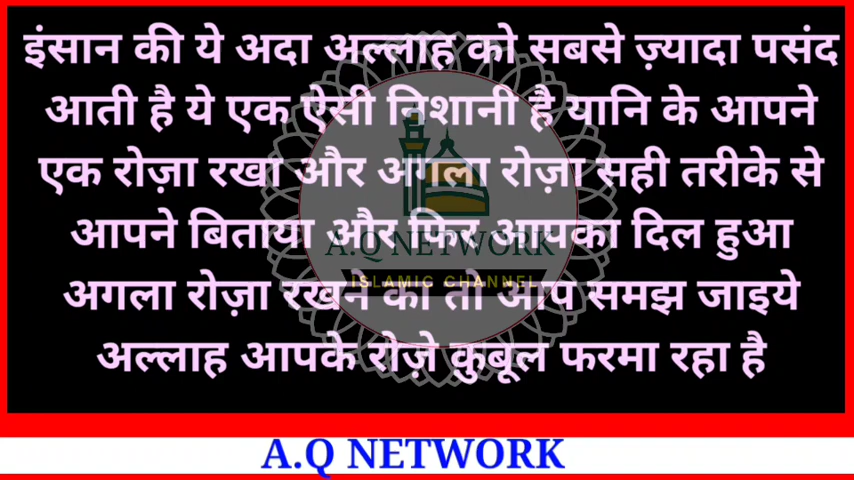 इंसान की ये अदा अल्लाह को सबसे ज़्यादा पसंद
आती है ये एक ऐसी निशानी है यानि के आपने
एक रोज़ा रखा और अगला रोज़ा सही तरीके से
आपने बिताया और फिर आपका दिल हुआ
अगला रोज़ा रखने का तो आप समझ जाइये
अल्लाह आपके रोज़े क़ुबूल फरमा रहा है
A.Q NETWORK
ISLAMIC CHANNEL
A.Q NETWORK